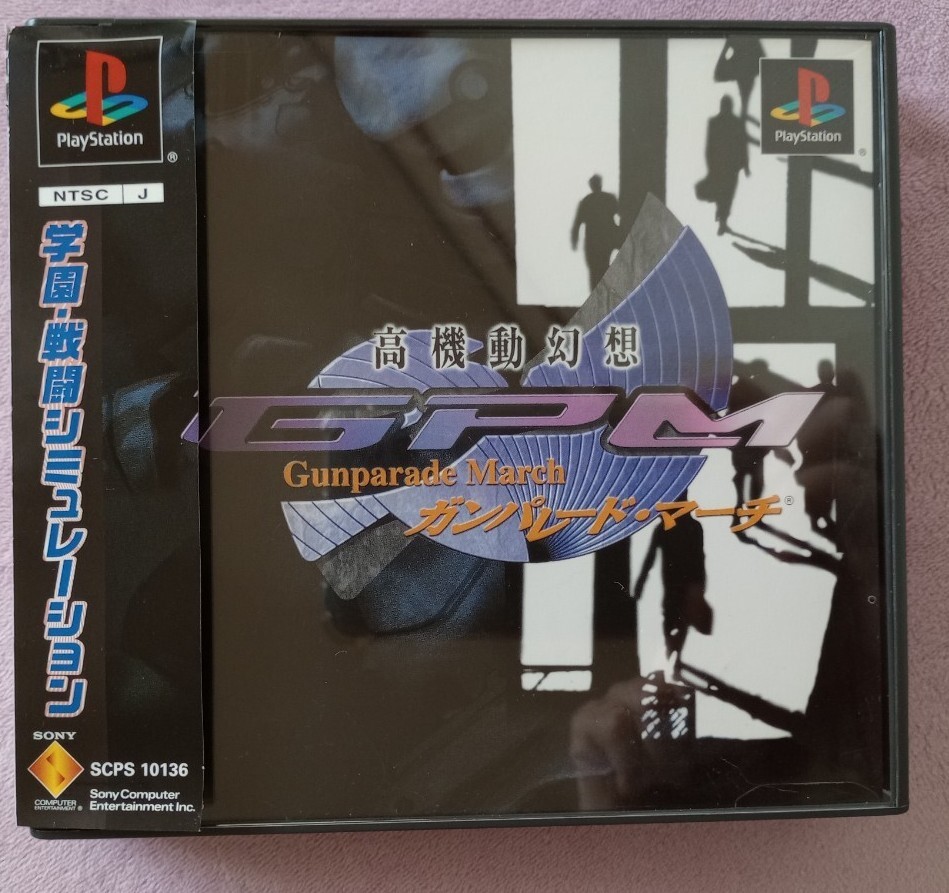 PlayStation
®
NTSC J
学園・戦闘シミュレーション
SONY
COMPUTER
ENTERTAINMENT ®
SCPS 10136
Sony Computer
Entertainment Inc.
PlayStation
®
高機動幻想
GPM
Gunparade March
ガンパレード・マーチ®